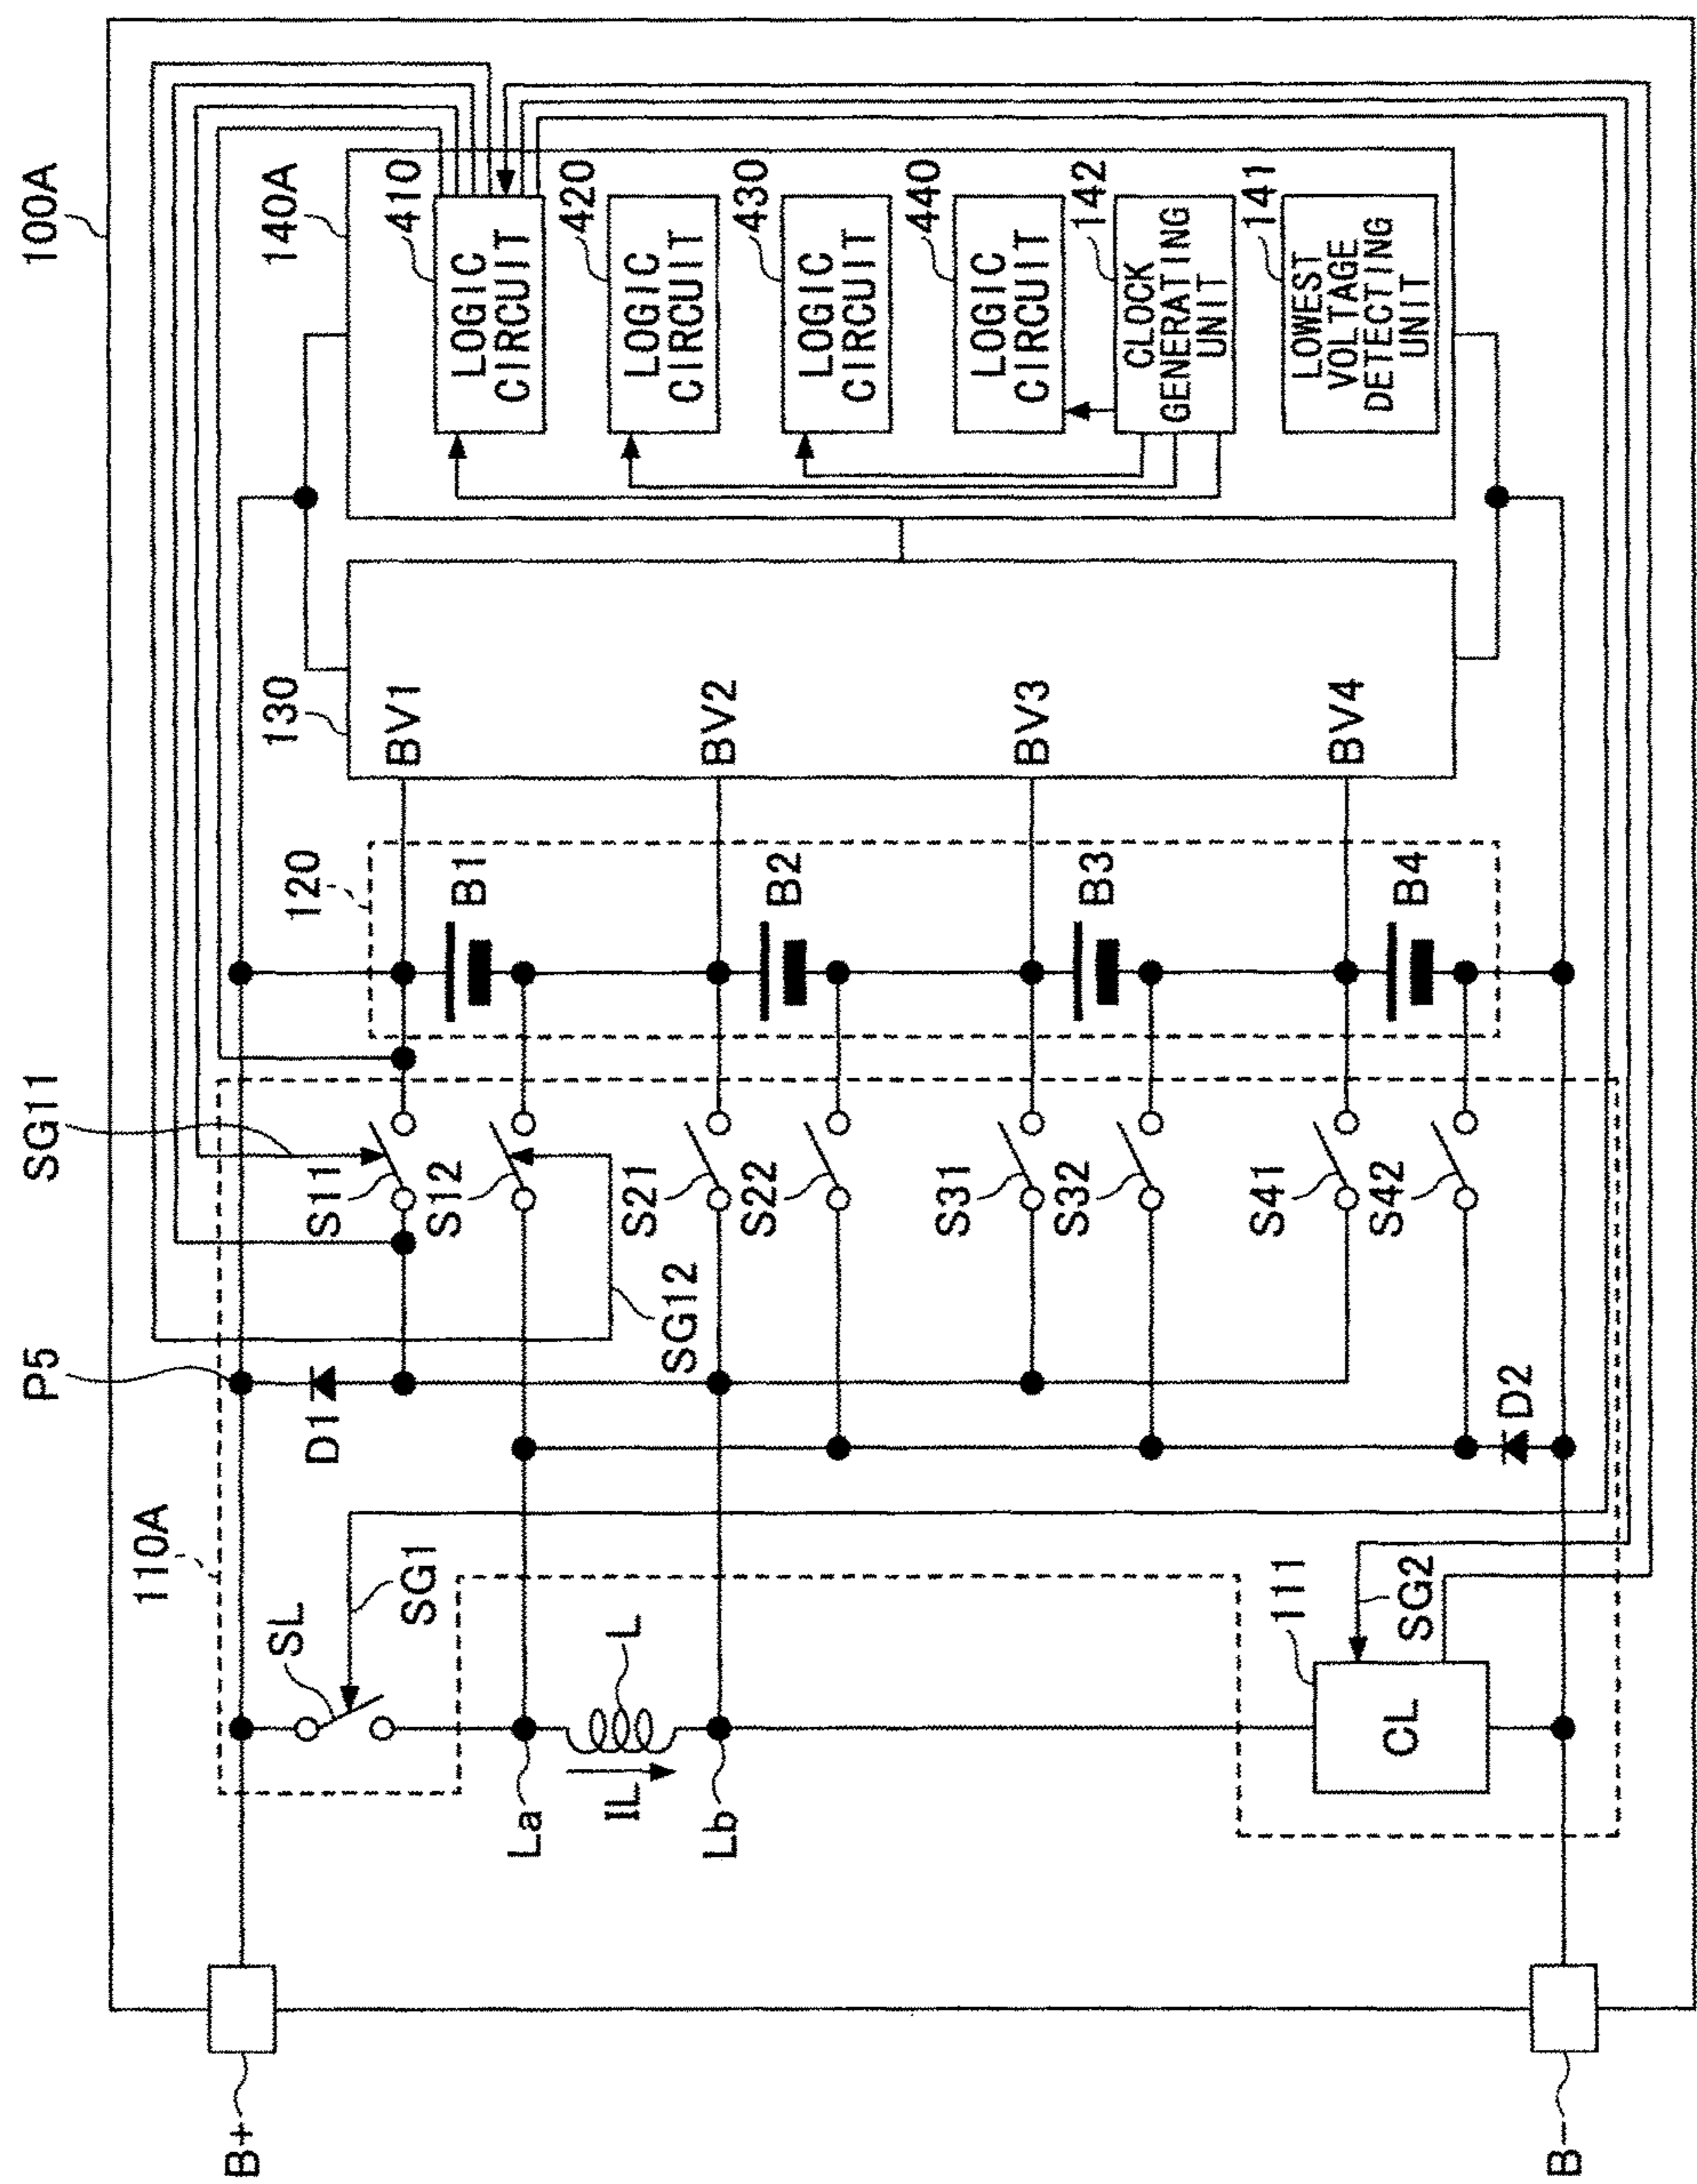 100A
140A
410
LOGIC
CIRCUIT
420
LOGIC
CIRCUIT
430
LOGIC
CIRCUIT
440
LOGIC
CIRCUIT
142
CLOCK
GENERATING
UNIT
141
LOWEST
VOLTAGE
DETECTING
UNIT
130
BV1
BV2
BV3
BV4
120
B1
B2
B3
B4
SG11
S11
S12
S21
S22
S31
S32
S41
S42
SG12
P5
D1
D2
110A
SL
SG1
L
111
SG2
CL
La
IL
Lb
B+
B-